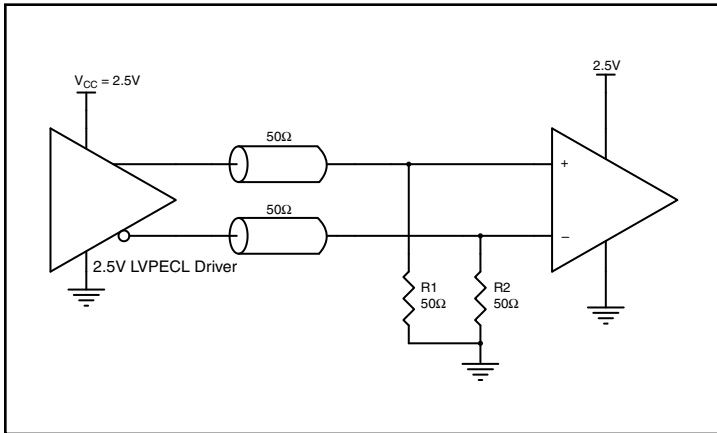 V_CC = 2.5V
2.5V
50Ω
+
50Ω
–
2.5V LVPECL Driver
R1
50Ω
R2
50Ω